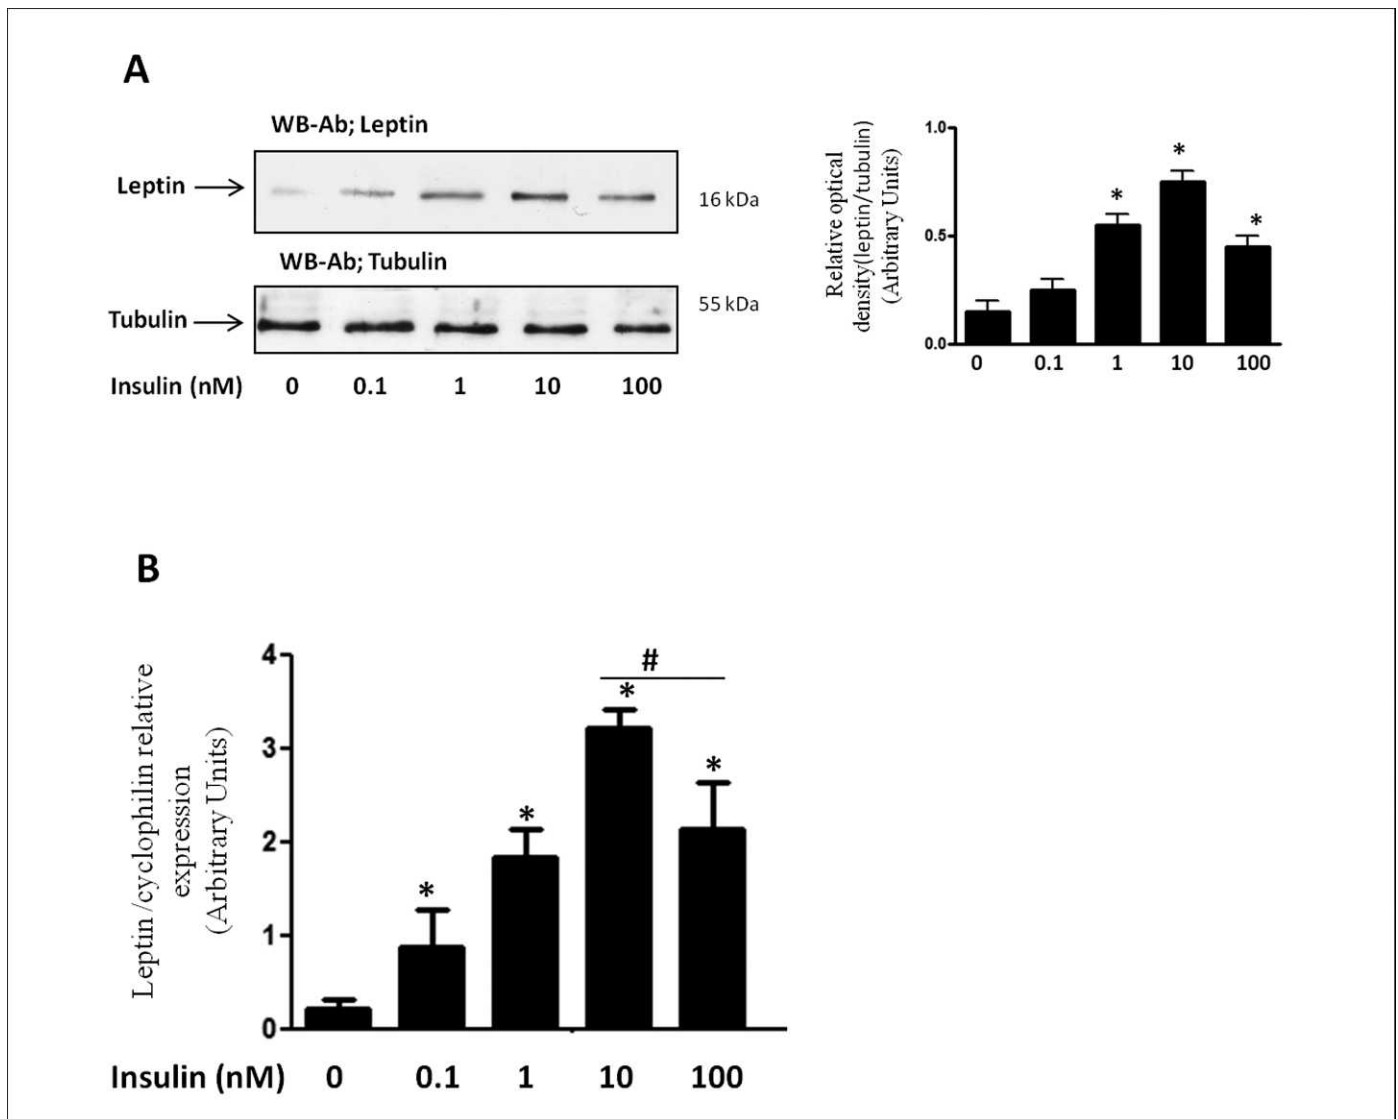 A
WB-Ab; Leptin
Leptin
16 kDa
WB-Ab; Tubulin
55 kDa
Tubulin
Insulin (nM) 0 0.1 1 10 100
Relative optical
density(leptin/tubulin)
(Arbitrary Units)
1.0
0.5
0.0
* * *
0 0.1 1 10 100
B
Leptin /cyclophilin relative
expression
(Arbitrary Units)
4
3
2
1
0
#
* * * *
Insulin (nM) 0 0.1 1 10 100